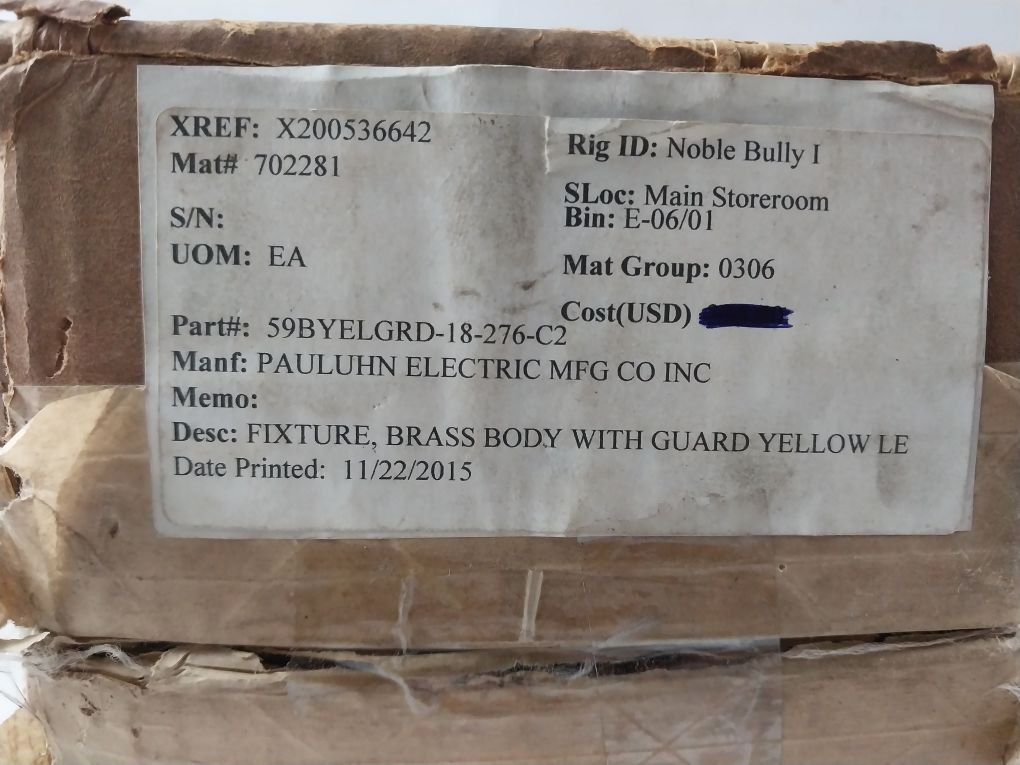 XREF: X200536642
Mat# 702281
S/N:
UOM: EA
Rig ID: Noble Bully I
SLoc: Main Storeroom
Bin: E-06/01
Mat Group: 0306
Cost(USD)
Part#: 59BYELGRD-18-276-C2
Manf: PAULUHN ELECTRIC MFG CO INC
Memo:
Desc: FIXTURE, BRASS BODY WITH GUARD YELLOW LE
Date Printed: 11/22/2015